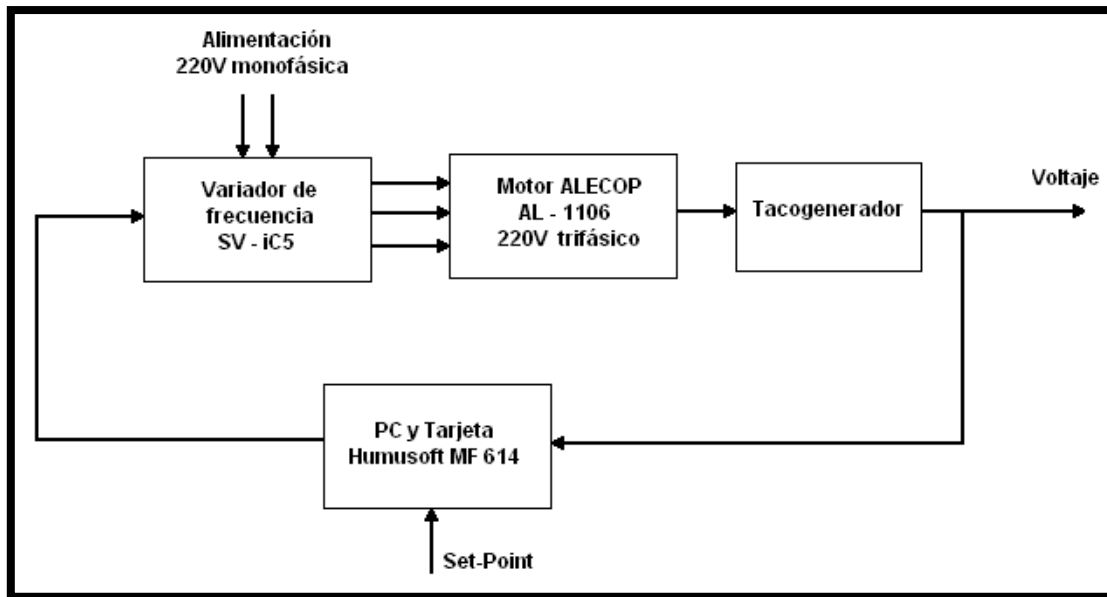 Alimentación
220V monofásica
Variador de
frecuencia
SV - iC5
Motor ALECOP
AL - 1106
220V trifásico
Tacogenerador
Voltaje
PC y Tarjeta
Humusoft MF 614
Set-Point